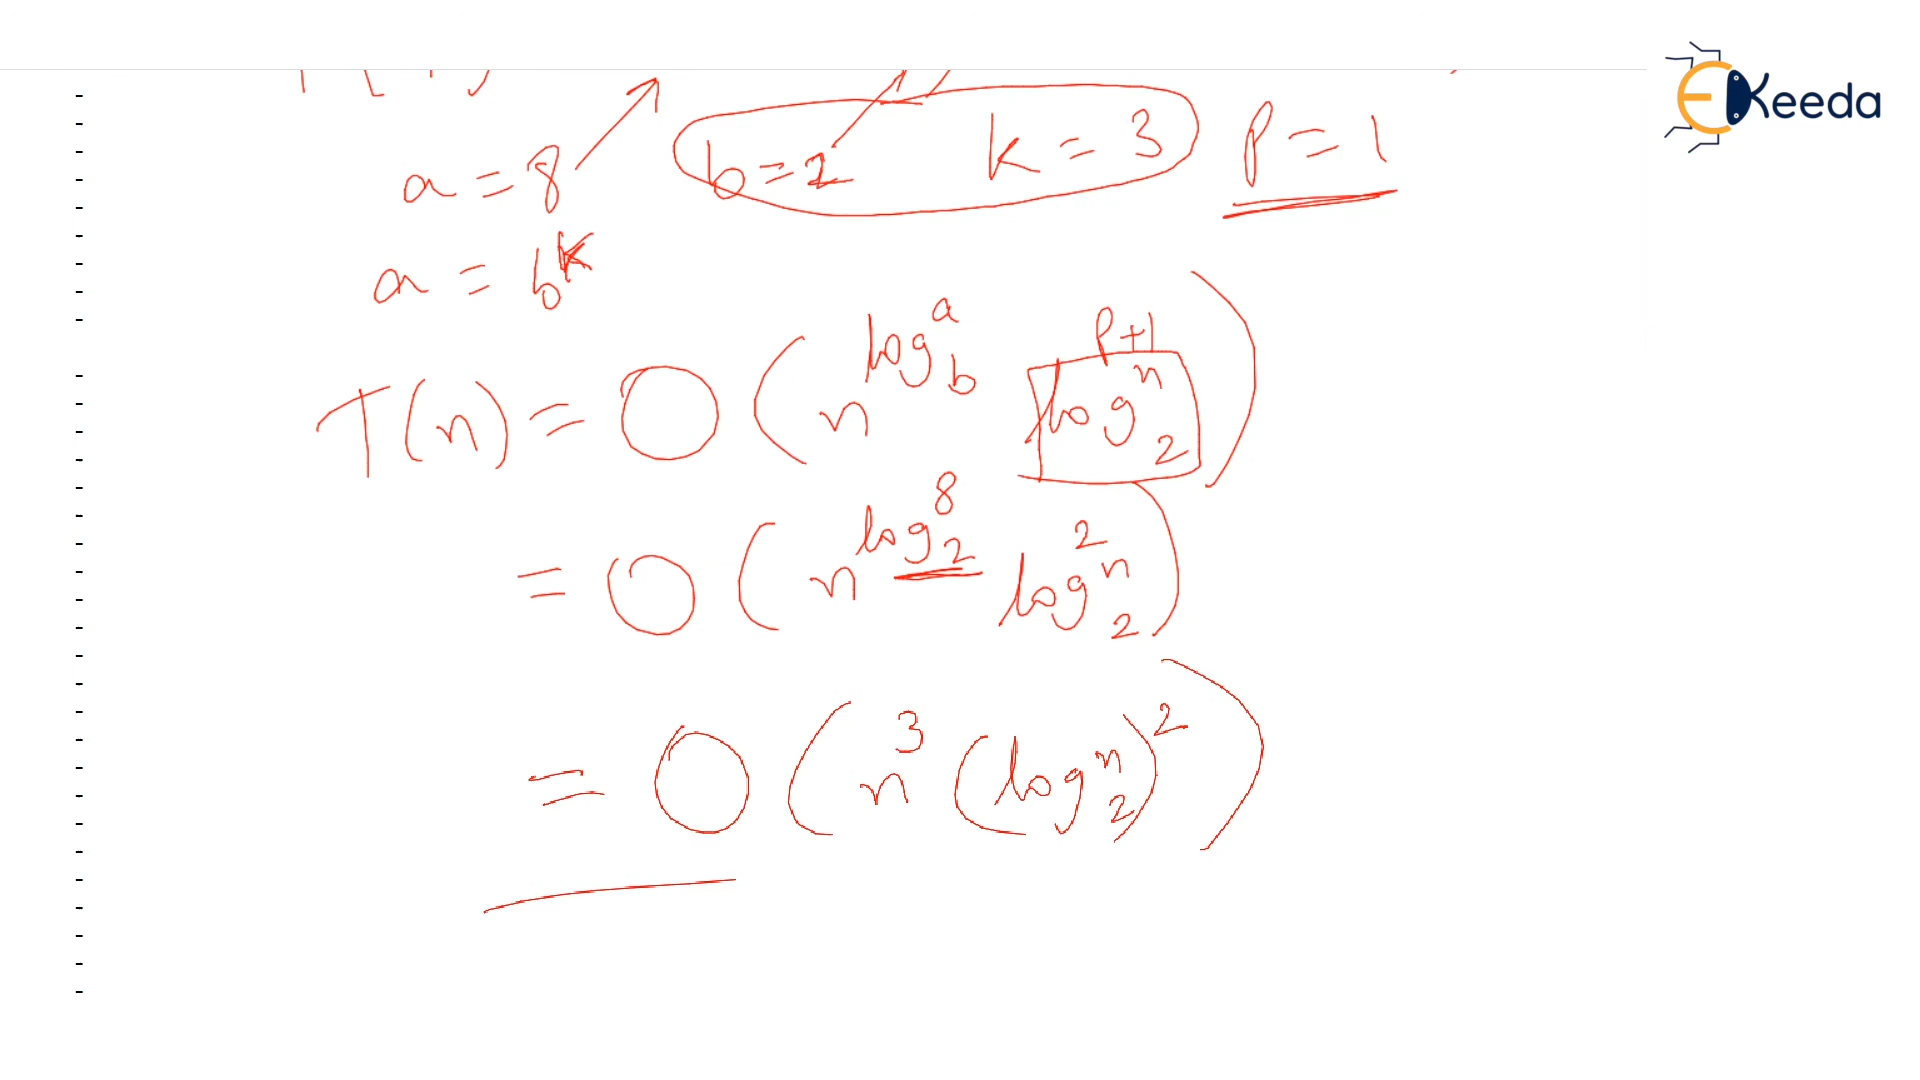 EKeeda
a = 8 b = 2 k = 3 P = 1
a = b^k
T(n) = O(n^{log_b^a} log_2^{P+1} n)
= O(n^{log_2^8} log_2^2 n)
= O(n^3 (log_2^n)^2)